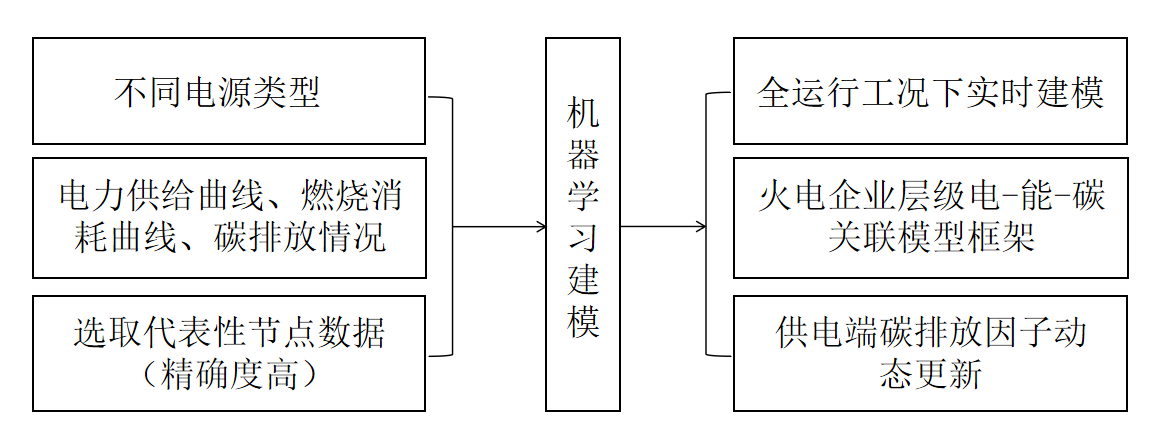 不同电源类型
电力供给曲线、燃烧消
耗曲线、碳排放情况
选取代表性节点数据
（精确度高）
机
器
学
习
建
模
全运行工况下实时建模
火电企业层级电-能-碳
关联模型框架
供电端碳排放因子动
态更新